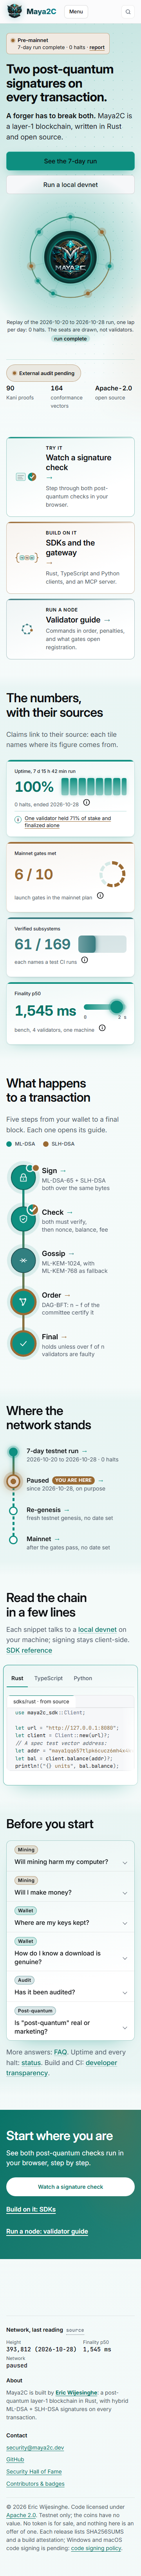 Maya2C
Menu
Pre-mainnet
7-day run complete · 0 halts · report
Two post-quantum
signatures on
every transaction.
A forger has to break both. Maya2C is
a layer-1 blockchain, written in Rust
and open source.
See the 7-day run
Run a local devnet
MAYA2C
Replay of the 2026-10-20 to 2026-10-28 run, one lap
per day: 0 halts. The seats are drawn, not validators.
run complete
External audit pending
90
Kani proofs
164
conformance
vectors
Apache-2.0
open source
TRY IT
Watch a signature
check
→
Step through both post-
quantum checks in your
browser.
BUILD ON IT
SDKs and the
gateway
→
Rust, TypeScript and Python
clients, and an MCP server.
RUN A NODE
Validator guide →
Commands in order, penalties,
and what gates open
registration.
The numbers,
with their sources
Claims link to their source: each tile
names where its figure comes from.
Uptime, 7 d 15 h 42 min run
100%
0 halts, ended 2026-10-28
One validator held 71% of stake and
finalized alone
Mainnet gates met
6 / 10
launch gates in the mainnet plan
Verified subsystems
61 / 169
each names a test CI runs
Finality p50
1,545 ms
0
2 s
bench, 4 validators, one machine
What happens
to a transaction
Five steps from your wallet to a final
block. Each one opens its guide.
ML-DSA
SLH-DSA
Sign →
ML-DSA-65 + SLH-DSA
both over the same bytes
Check →
both must verify,
then nonce, balance, fee
Gossip →
ML-KEM-1024, with
ML-KEM-768 as fallback
Order →
DAG-BFT: n − f of the
committee certify it
Final →
holds unless over f of n
validators are faulty
Where the
network stands
7-day testnet run →
2026-10-20 to 2026-10-28 · 0 halts
Paused YOU ARE HERE →
since 2026-10-28, on purpose
Re-genesis →
fresh testnet genesis, no date set
Mainnet →
after the gates pass, no date set
Read the chain
in a few lines
Each snippet talks to a local devnet on
your machine; signing stays client-side.
SDK reference
Rust
TypeScript
Python
sdks/rust · from source
use maya2c_sdk::Client;
let url = "http://127.0.0.1:8080";
// A spec test vector address:
let bal = client.balance(addr)?;
println!("{} units", bal.balance);
Before you start
Mining
Will mining harm my computer?
Mining
Will I make money?
Wallet
Where are my keys kept?
Wallet
How do I know a download is
genuine?
Audit
Has it been audited?
Post-quantum
Is "post-quantum" real or
marketing?
More answers: FAQ. Uptime and every
halt: status. Build and CI: developer
transparency.
Start where you are
See both post-quantum checks run in
your browser, step by step.
Watch a signature check
Build on it: SDKs
Run a node: validator guide
Network, last reading source
Height
393,812 (2026-10-28)
Finality p50
1,545 ms
Network
paused
About
Maya2C is built by Eric Wijesinghe: a post-
quantum layer-1 blockchain in Rust, with hybrid
ML-DSA + SLH-DSA signatures on every
transaction.
Contact
security@maya2c.dev
GitHub
Security Hall of Fame
Contributors & badges
© 2026 Eric Wijesinghe. Code licensed under
Apache 2.0. Testnet only; the coins have no
value. No token is for sale, and nothing here is an
offer of one. Each release lists SHA256SUMS
and a build attestation; Windows and macOS
code signing is pending: code signing policy.